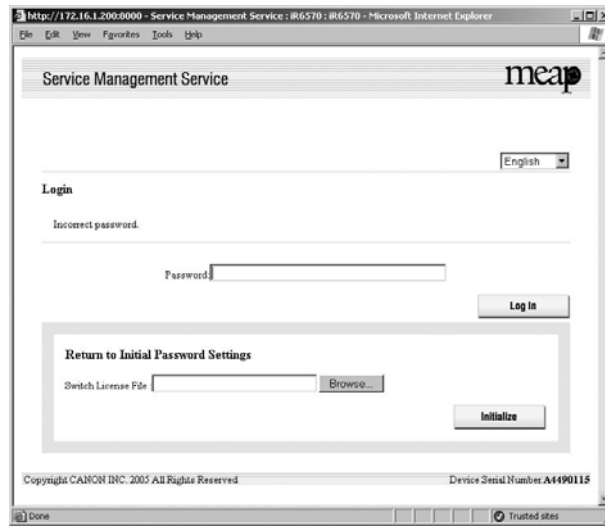 http://172.16.1.200:0000 - Service Management Service : iR6570 : iR6570 - Microsoft Internet Explorer
File Edit View Favorites Tools Help
Service Management Service
meap
English
Login
Incorrect password.
Password:
Log In
Return to Initial Password Settings
Switch License File :
Browse...
Initialize
Copyright CANON INC. 2005 All Rights Reserved
Device Serial Number:A4490115
Done
Trusted sites